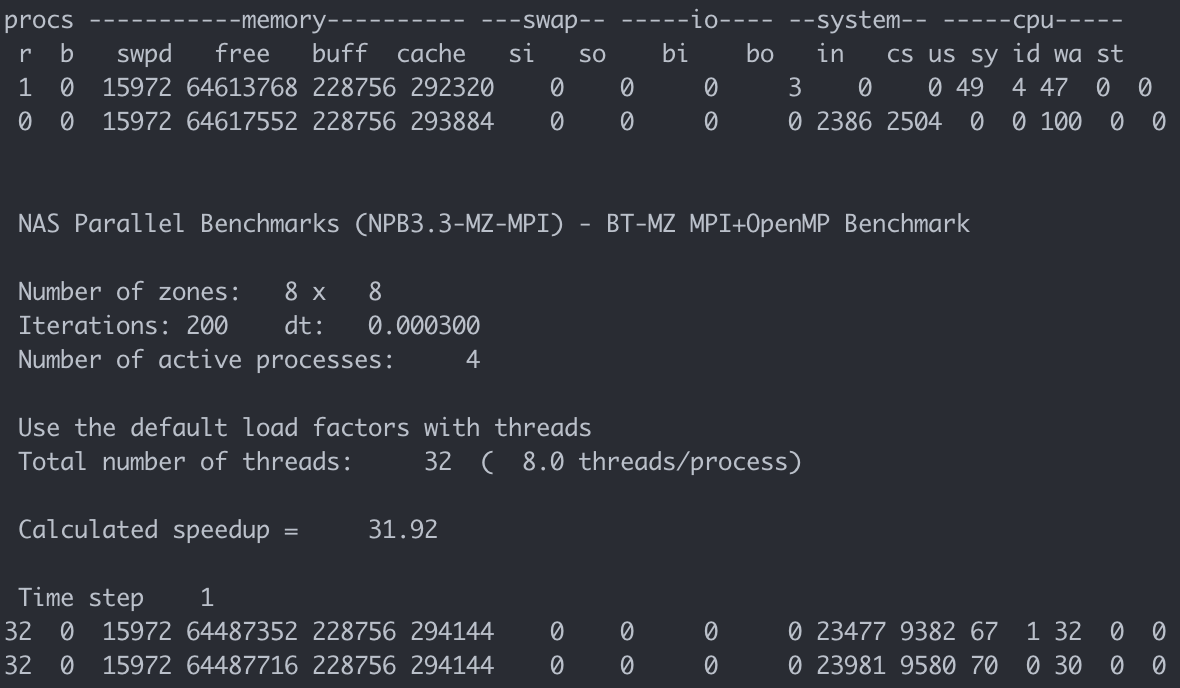 procs -----------memory---------- ---swap-- -----io---- --system-- -----cpu-----
 r  b   swpd   free   buff  cache   si   so    bi    bo   in   cs us sy id wa st
 1  0  15972 64613768 228756 292320    0    0     0     3    0    0 49  4 47  0  0
 0  0  15972 64617552 228756 293884    0    0     0     0 2386 2504  0  0 100  0  0
 NAS Parallel Benchmarks (NPB3.3-MZ-MPI) - BT-MZ MPI+OpenMP Benchmark
 Number of zones:   8 x   8
 Iterations: 200    dt:   0.000300
 Number of active processes:     4
 Use the default load factors with threads
 Total number of threads:     32  (  8.0 threads/process)
 Calculated speedup =     31.92
 Time step    1
32  0  15972 64487352 228756 294144    0    0     0     0 23477 9382 67  1 32  0  0
32  0  15972 64487716 228756 294144    0    0     0     0 23981 9580 70  0 30  0  0